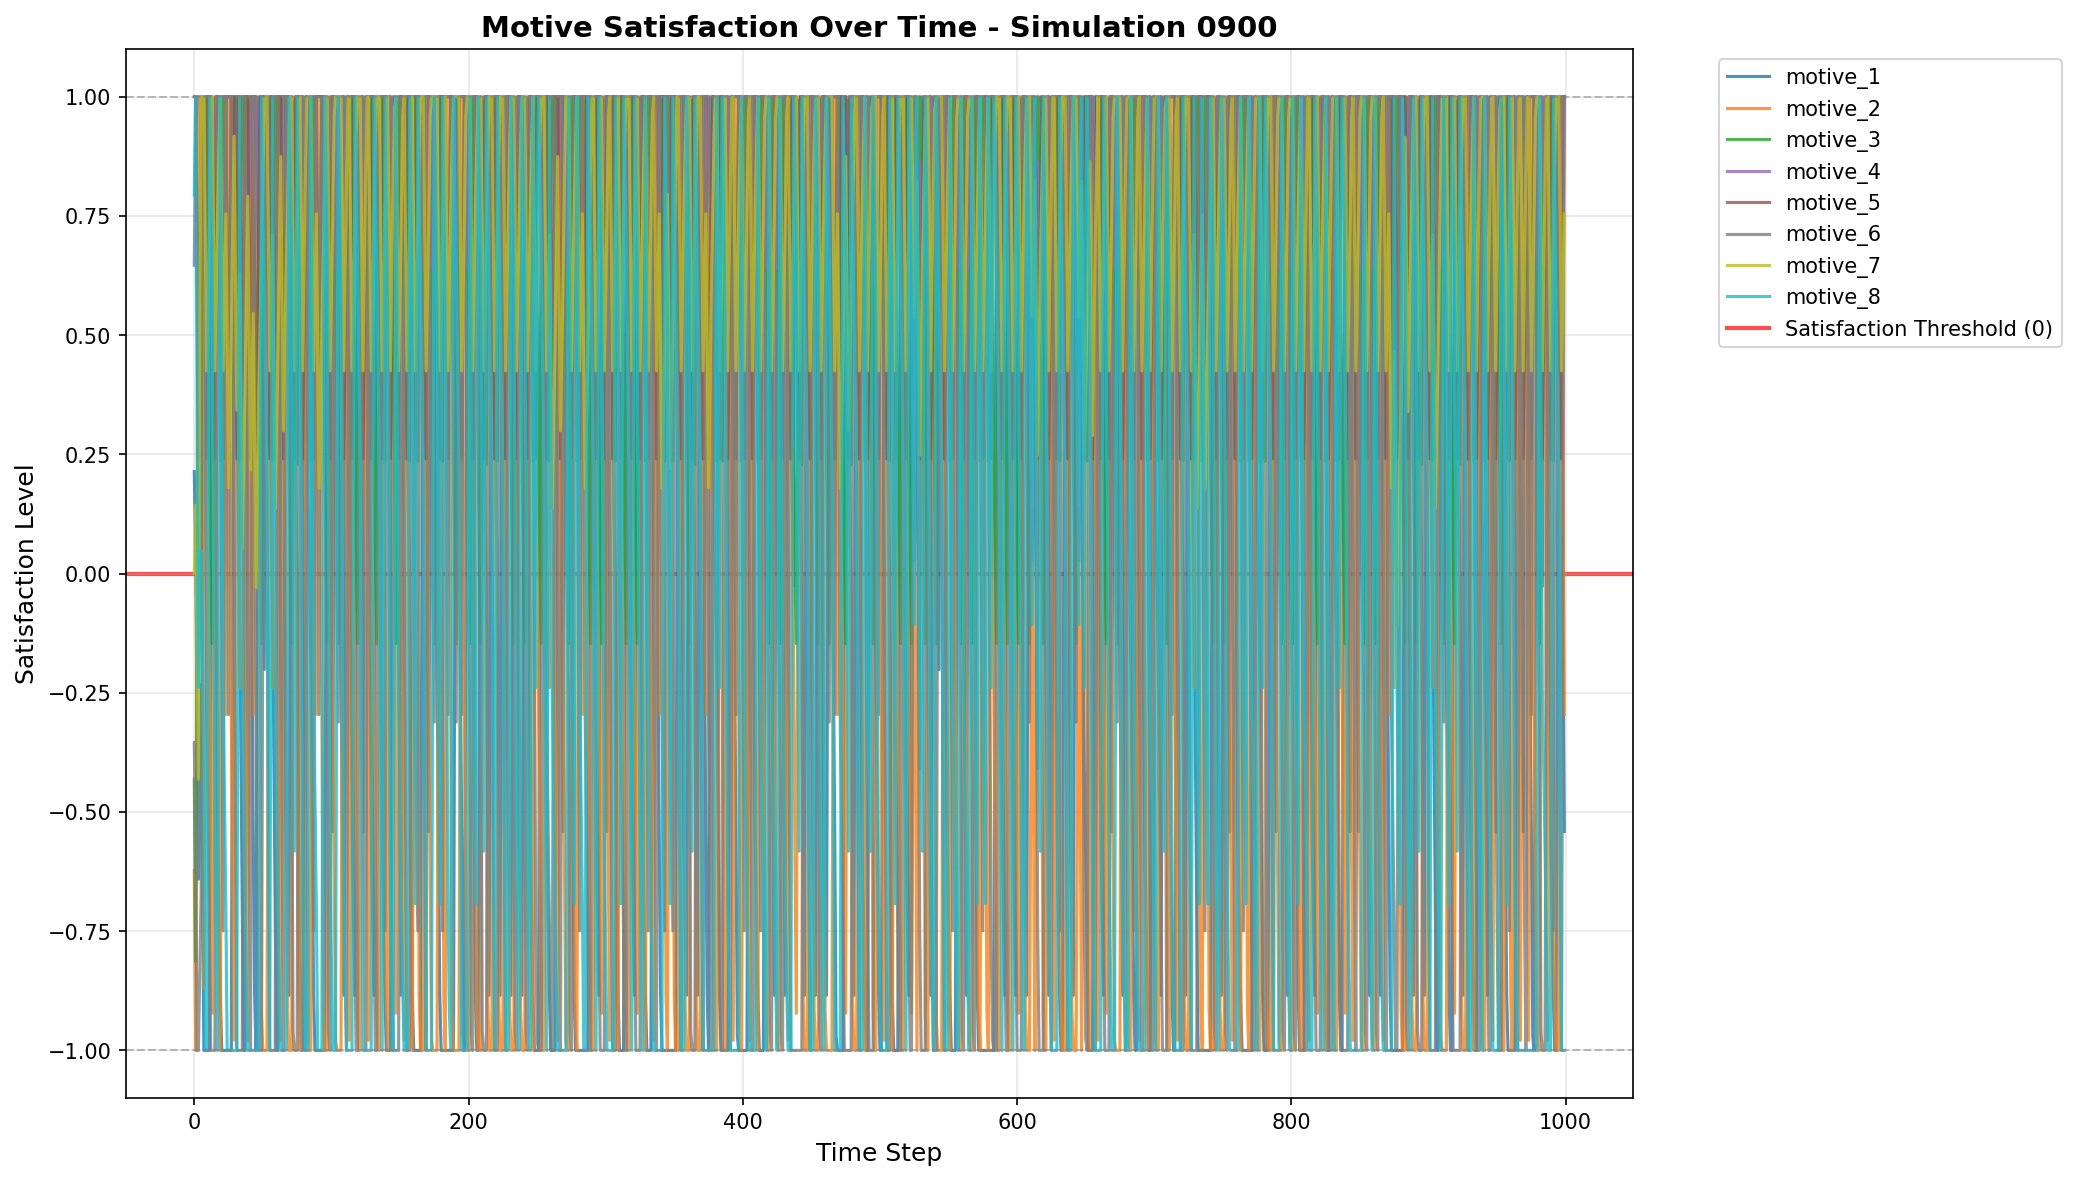 Motive Satisfaction Over Time - Simulation 0900
Satisfaction Level
1.00
0.75
0.50
0.25
0.00
−0.25
−0.50
−0.75
−1.00
0
200
400
600
800
1000
Time Step
motive_1
motive_2
motive_3
motive_4
motive_5
motive_6
motive_7
motive_8
Satisfaction Threshold (0)